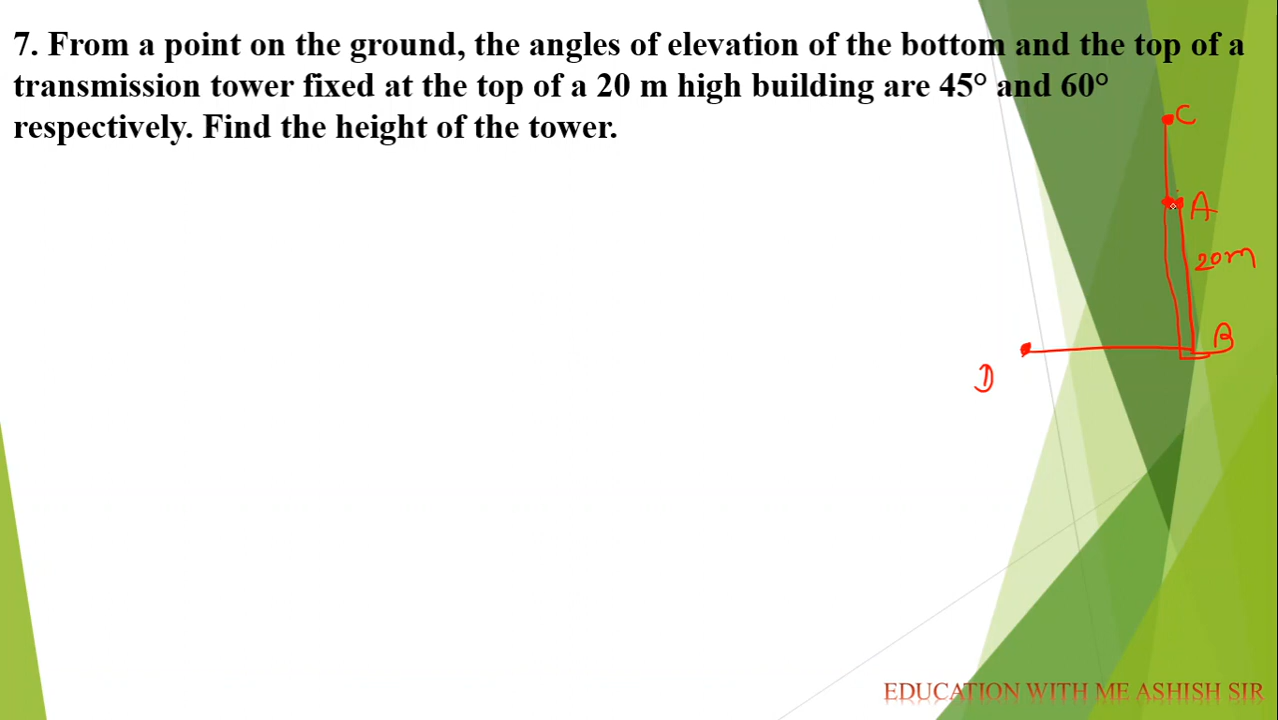 7. From a point on the ground, the angles of elevation of the bottom and the top of a
transmission tower fixed at the top of a 20 m high building are 45° and 60°
respectively. Find the height of the tower.
C
A
20m
B
D
EDUCATION WITH ME ASHISH SIR